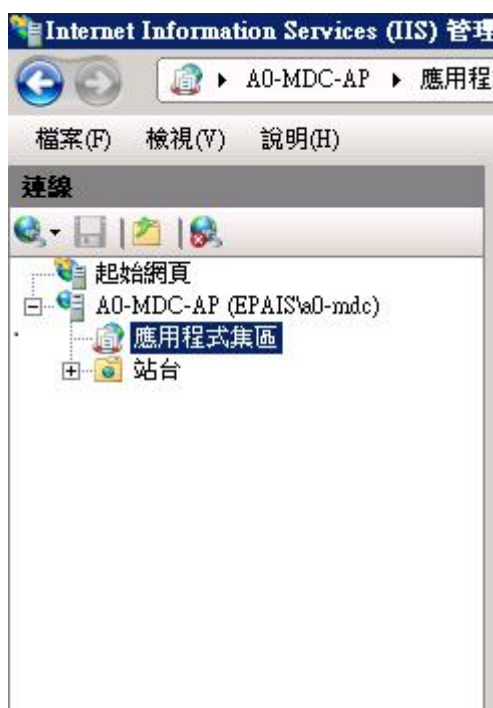 Internet Information Services (IIS) 管理
A0-MDC-AP 應用程
檔案(F) 檢視(V) 說明(H)
連線
起始網頁
A0-MDC-AP (EPAIS\a0-mdc)
應用程式集區
站台